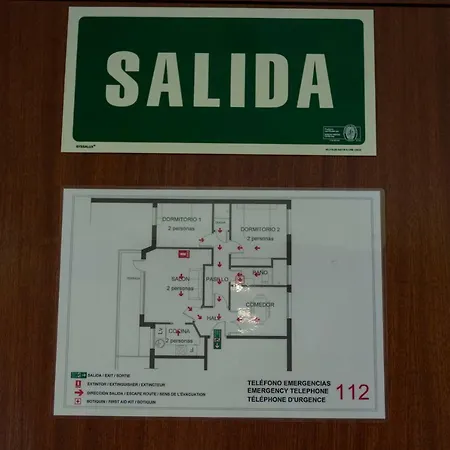 SALIDA
DORMITORIO 1
2 personas
DORMITORIO 2
2 personas
SALON
2 personas
PASILLO
BAÑO
COMEDOR
HALL
COCINA
2 personas
SALIDA / EXIT / SORTIE
EXTINTOR / EXTINGUISHER / EXTINCTEUR
DIRECCIÓN SALIDA / ESCAPE ROUTE / SENS DE L'ÉVACUATION
BOTIQUIN / FIRST AID KIT / BOTIQUIN
TELÉFONO EMERGENCIAS
EMERGENCY TELEPHONE
TÉLÉPHONE D'URGENCE
112